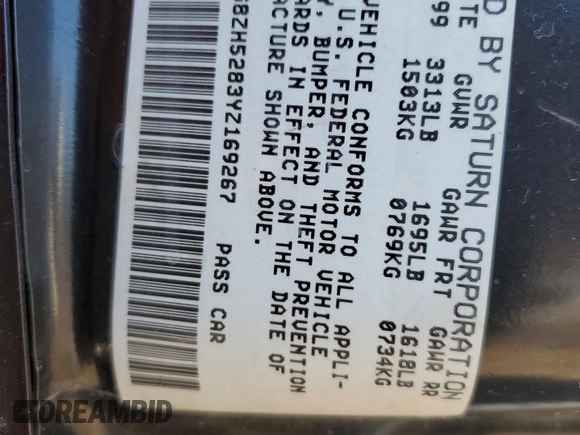 D BY SATURN CORPORATION
TE GVWR GAWR FRT GAWR RR
99 3313LB 1695LB 1618LB
1503KG 0769KG 0734KG
VEHICLE CONFORMS TO ALL APPLI-
U.S. FEDERAL MOTOR VEHICLE
, BUMPER, AND THEFT PREVENTION
ARDS IN EFFECT ON THE DATE OF
ACTURE SHOWN ABOVE.
G8ZH5283YZ169267 PASS CAR
DREAMBID